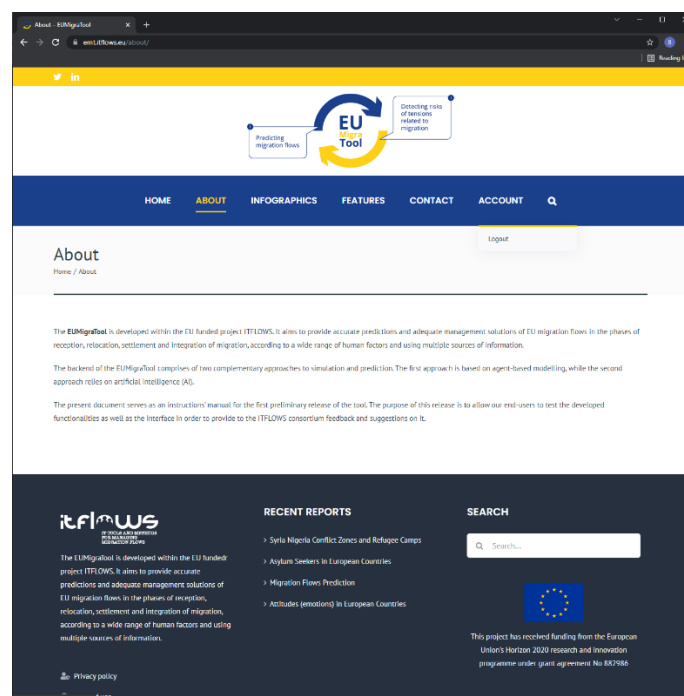 About - EUMigraTool
emt.itflows.eu/about/
Reading
Predicting
migration flows
EU
Migra
Tool
Detecting risks
of tensions
related to
migration
HOME ABOUT INFOGRAPHICS FEATURES CONTACT ACCOUNT
Logout
About
Home / About
The EUMigraTool is developed within the EU funded project ITFLOWS. It aims to provide accurate predictions and adequate management solutions of EU migration flows in the phases of
reception, relocation, settlement and integration of migration, according to a wide range of human factors and using multiple sources of information.
The backend of the EUMigraTool comprises of two complementary approaches to simulation and prediction. The first approach is based on agent-based modelling, while the second
approach relies on artificial intelligence (AI).
The present document serves as an instructions' manual for the first preliminary release of the tool. The purpose of this release is to allow our end-users to test the developed
functionalities as well as the interface in order to provide to the ITFLOWS consortium feedback and suggestions on it.
itflows
IT TOOLS AND METHODS
FOR MANAGING
MIGRATION FLOWS
The EUMigraTool is developed within the EU fundedr
project ITFLOWS. It aims to provide accurate
predictions and adequate management solutions of
EU migration flows in the phases of reception,
relocation, settlement and integration of migration,
according to a wide range of human factors and using
multiple sources of information.
Privacy policy
RECENT REPORTS
> Syria Nigeria Conflict Zones and Refugee Camps
> Asylum Seekers in European Countries
> Migration Flows Prediction
> Attitudes (emotions) in European Countries
SEARCH
Search...
This project has received funding from the European
Union's Horizon 2020 research and innovation
programme under grant agreement No 882986